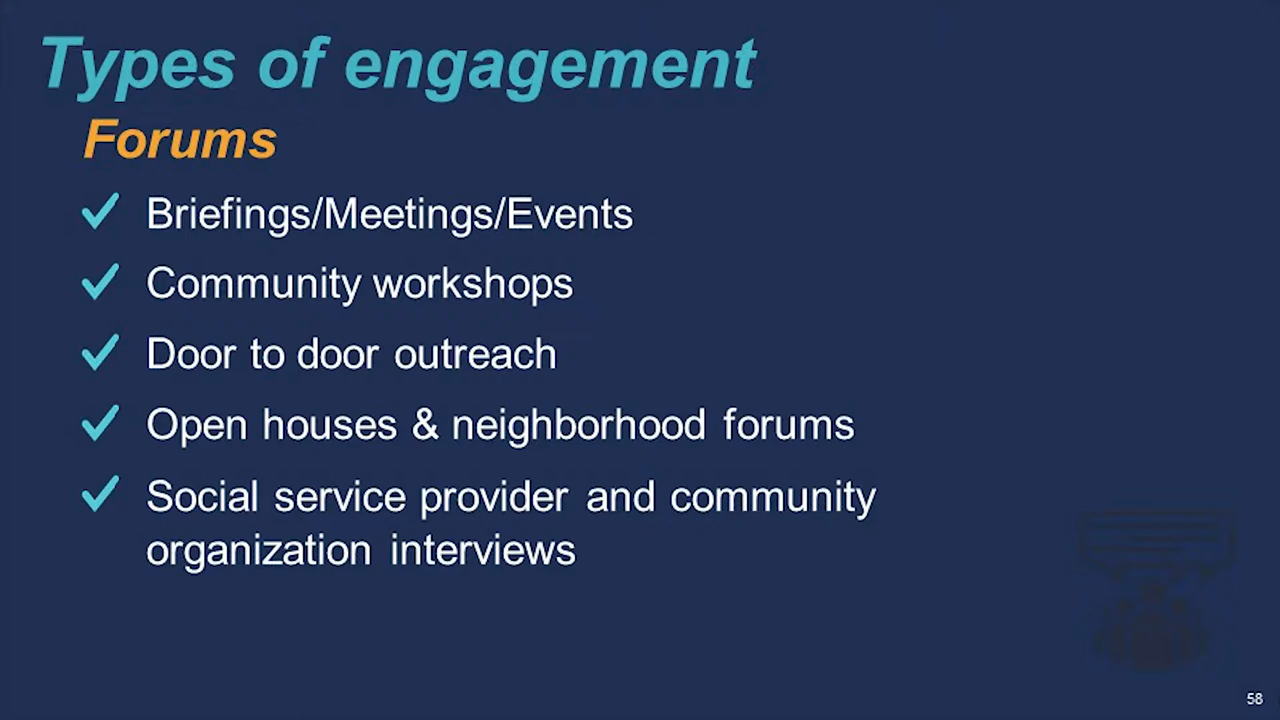 Types of engagement
Forums
Briefings/Meetings/Events
Community workshops
Door to door outreach
Open houses & neighborhood forums
Social service provider and community
organization interviews
58